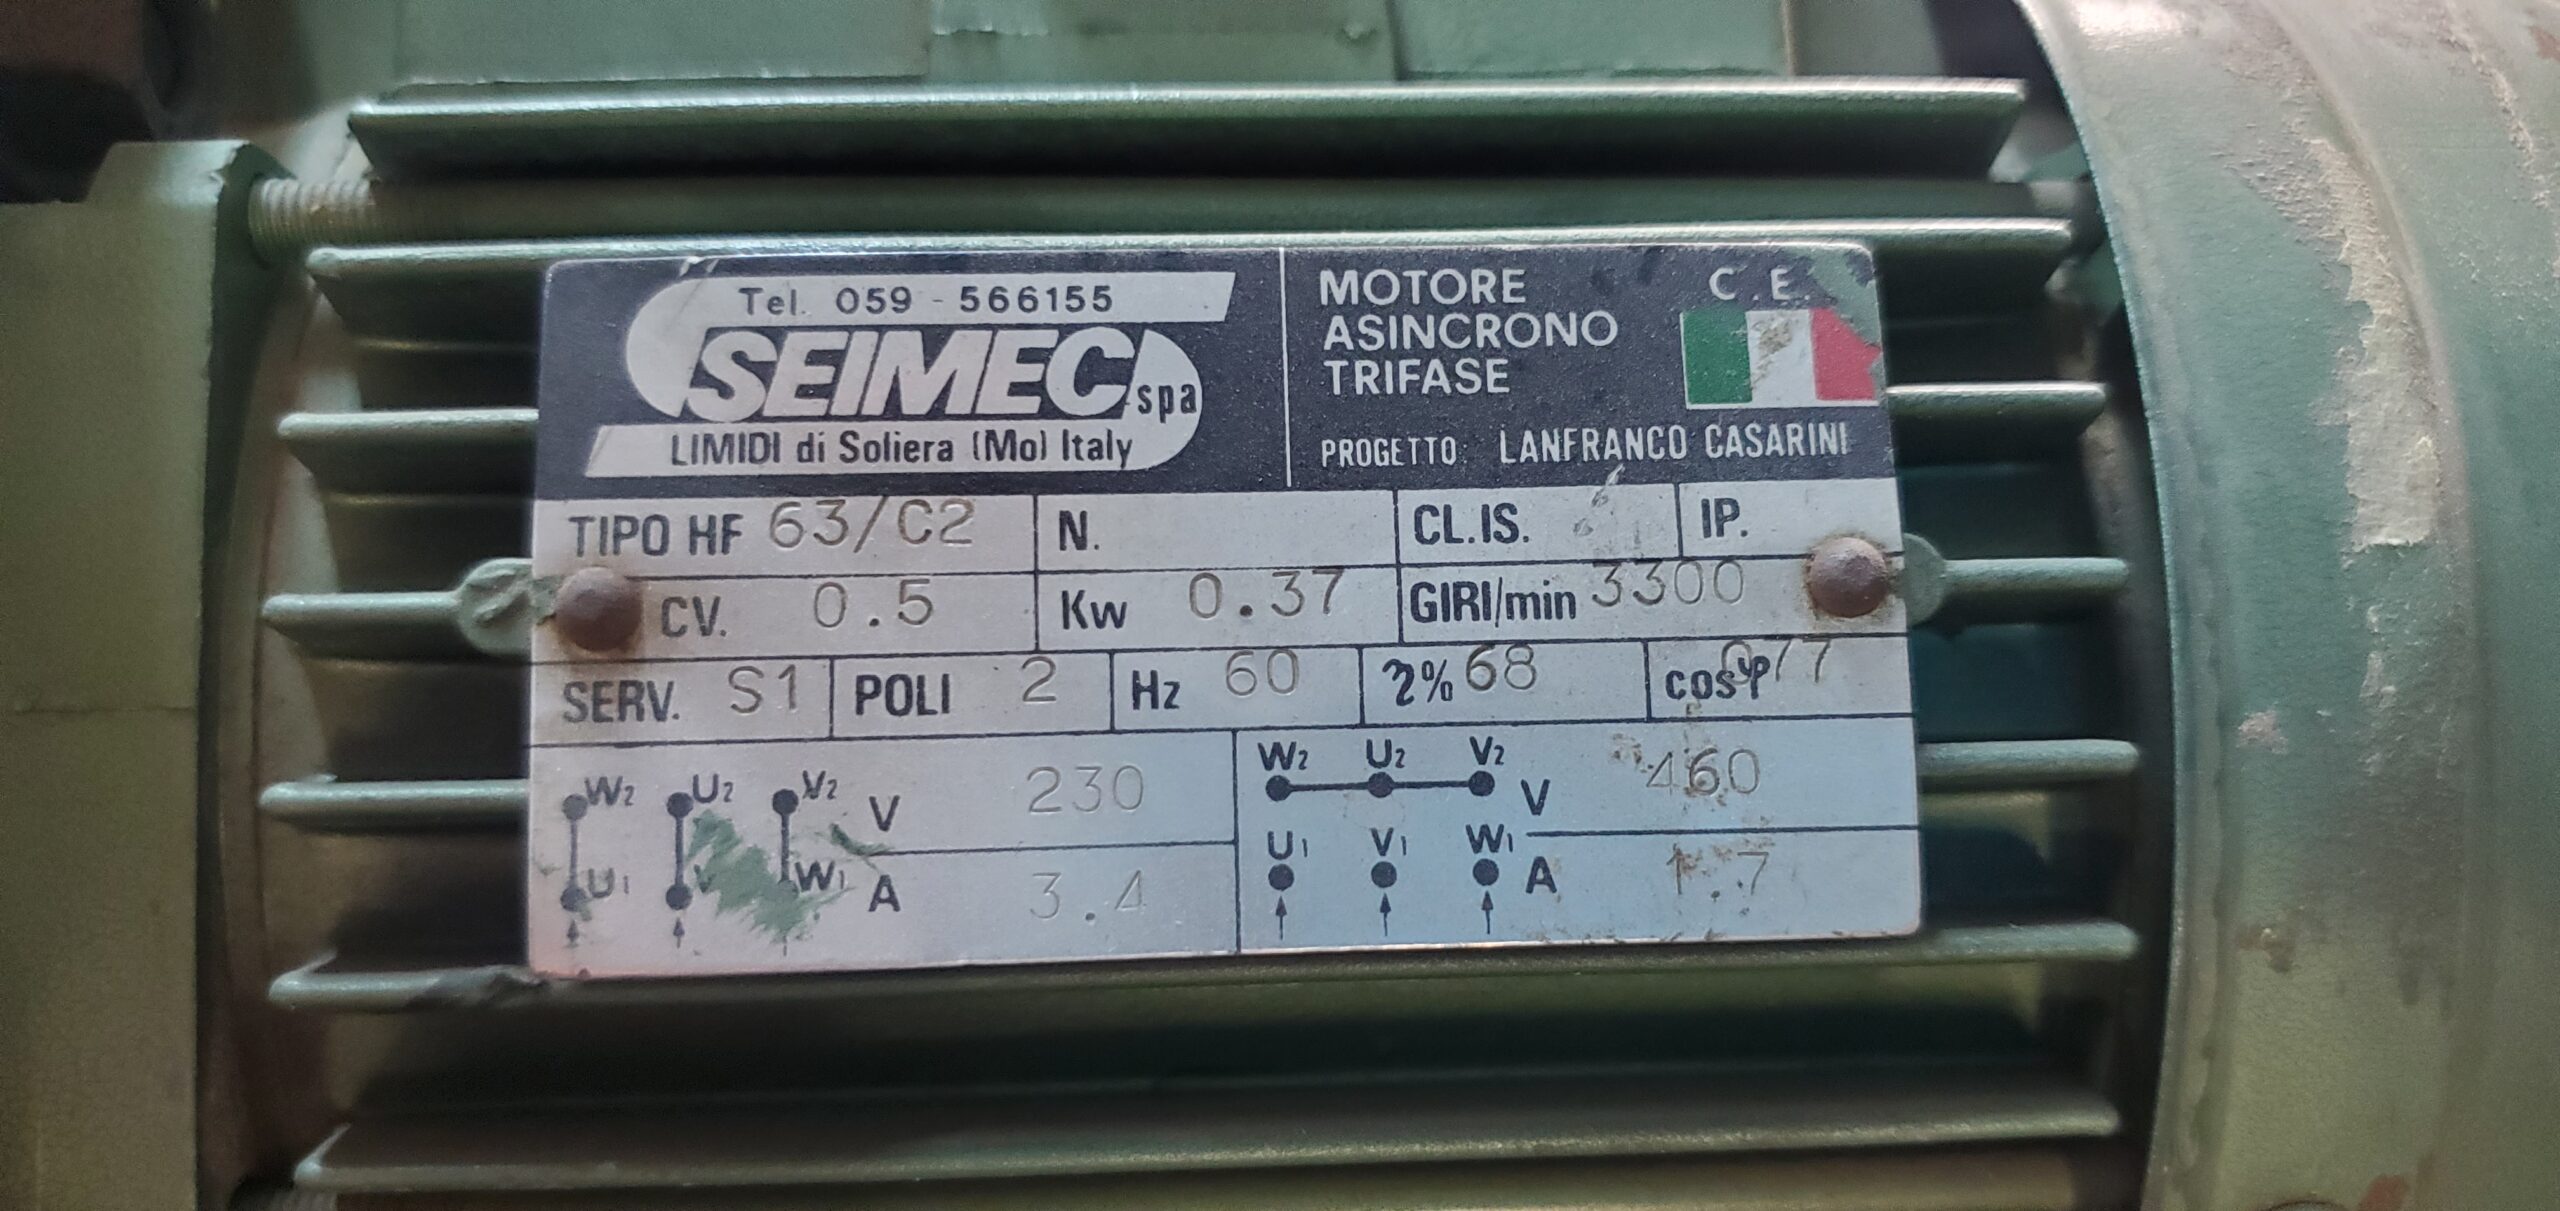 Tel. 059 - 566155
SEIMEC spa
LIMIDI di Soliera (Mo) Italy
MOTORE
ASINCRONO
TRIFASE
C.E.
PROGETTO: LANFRANCO CASARINI
TIPO HF 63/C2 N. CL.IS. IP.
CV. 0.5 Kw 0.37 GIRI/min 3300
SERV. S1 POLI 2 Hz 60 η% 68 cosφ 077
W2 U2 V2 V 230
U1 V W1 A 3.4
W2 U2 V2 V 460
U1 V1 W1 A 1.7